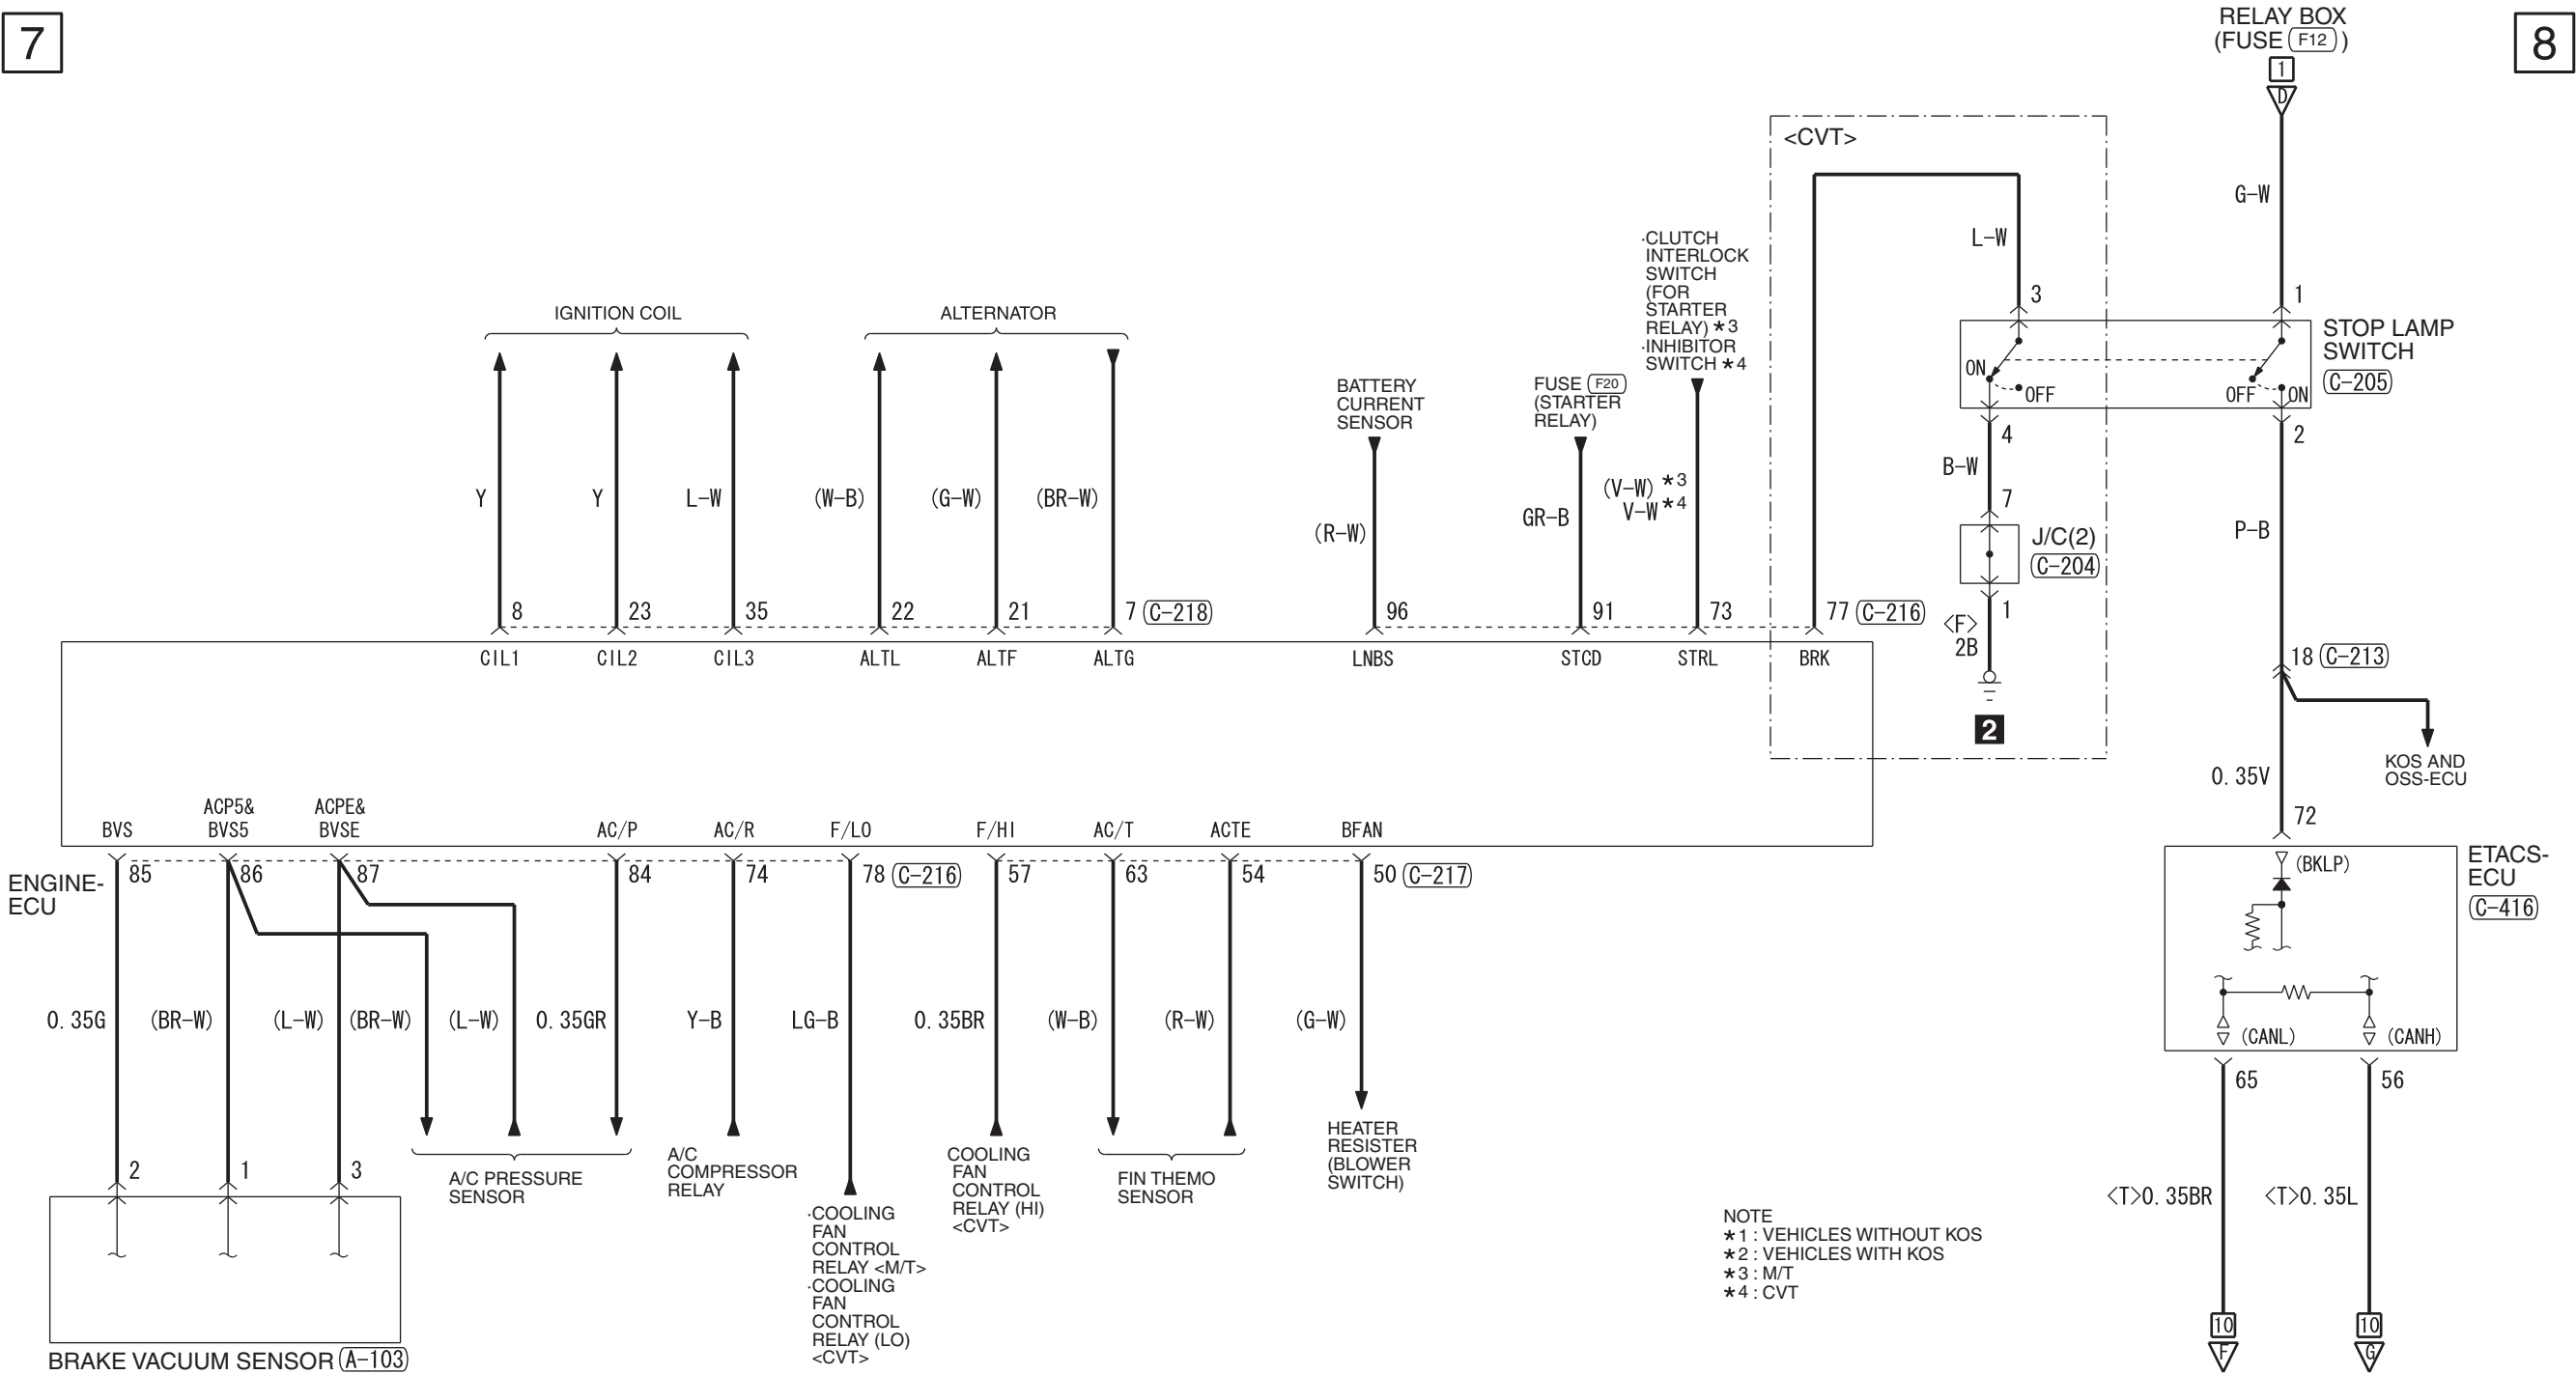 7
8
RELAY BOX
(FUSE F12)
1
D
<CVT>
G-W
L-W
3
1
STOP LAMP
SWITCH
C-205
ON
OFF
OFF
ON
4
2
B-W
7
J/C(2)
C-204
P-B
1
<F>
2B
2
18 C-213
KOS AND
OSS-ECU
0.35V
72
IGNITION COIL
ALTERNATOR
BATTERY
CURRENT
SENSOR
FUSE F20
(STARTER
RELAY)
·CLUTCH
INTERLOCK
SWITCH
(FOR
STARTER
RELAY) *3
·INHIBITOR
SWITCH *4
Y
Y
L-W
(W-B)
(G-W)
(BR-W)
(R-W)
GR-B
(V-W) *3
V-W *4
8
23
35
22
21
7 C-218
96
91
73
77 C-216
CIL1
CIL2
CIL3
ALTL
ALTF
ALTG
LNBS
STCD
STRL
BRK
BVS
ACP5&
BVS5
ACPE&
BVSE
AC/P
AC/R
F/LO
F/HI
AC/T
ACTE
BFAN
ENGINE-
ECU
85
86
87
84
74
78 C-216
57
63
54
50 C-217
0.35G
(BR-W)
(L-W)
(BR-W)
(L-W)
0.35GR
Y-B
LG-B
0.35BR
(W-B)
(R-W)
(G-W)
2
1
3
A/C PRESSURE
SENSOR
A/C
COMPRESSOR
RELAY
·COOLING
FAN
CONTROL
RELAY <M/T>
·COOLING
FAN
CONTROL
RELAY (LO)
<CVT>
COOLING
FAN
CONTROL
RELAY (HI)
<CVT>
FIN THEMO
SENSOR
HEATER
RESISTER
(BLOWER
SWITCH)
BRAKE VACUUM SENSOR A-103
NOTE
*1 : VEHICLES WITHOUT KOS
*2 : VEHICLES WITH KOS
*3 : M/T
*4 : CVT
ETACS-
ECU
C-416
(BKLP)
(CANL)
(CANH)
65
56
<T>0.35BR
<T>0.35L
10
F
10
G